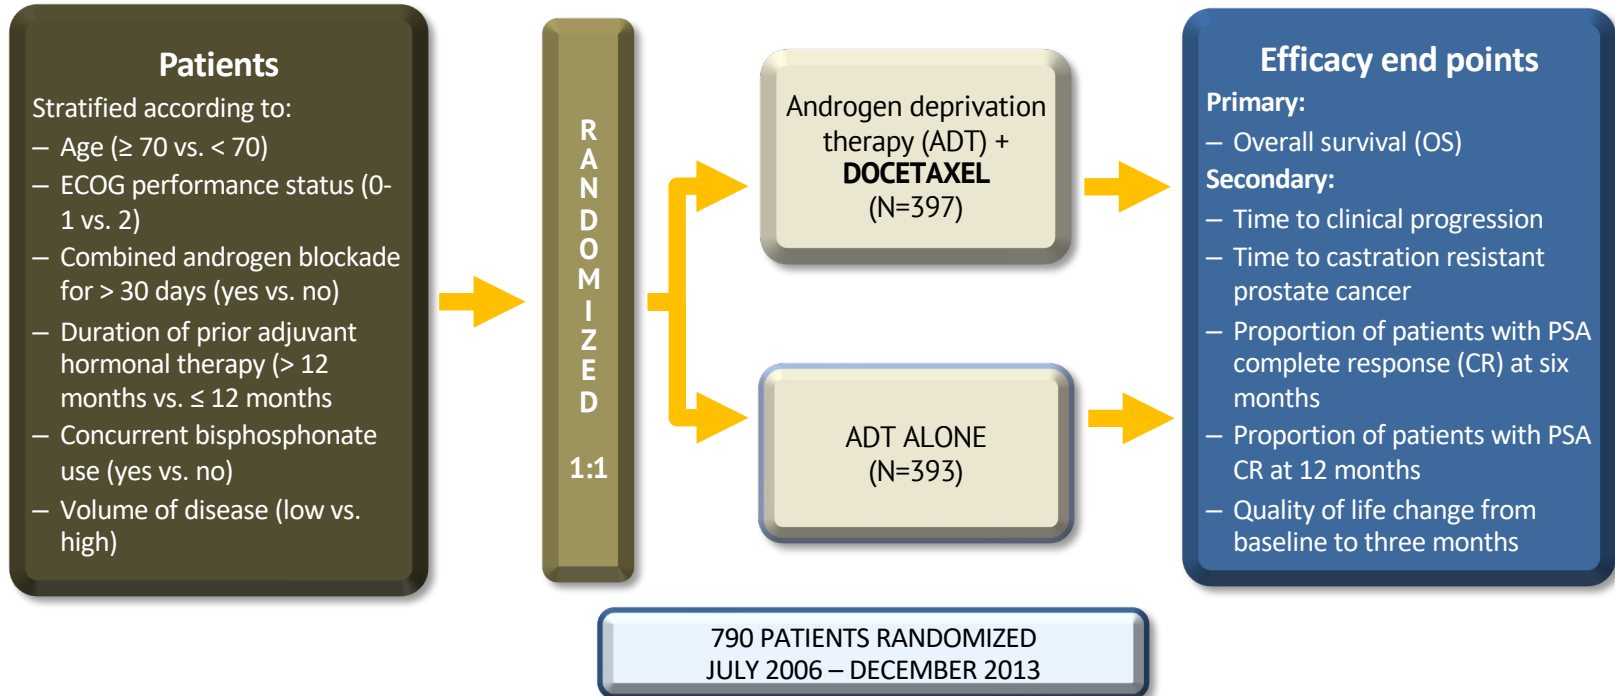 Patients
Stratified according to:
– Age (≥ 70 vs. < 70)
– ECOG performance status (0-
1 vs. 2)
– Combined androgen blockade
for > 30 days (yes vs. no)
– Duration of prior adjuvant
hormonal therapy (> 12
months vs. ≤ 12 months
– Concurrent bisphosphonate
use (yes vs. no)
– Volume of disease (low vs.
high)
RANDOMIZED
1:1
Androgen deprivation
therapy (ADT) +
DOCETAXEL
(N=397)
ADT ALONE
(N=393)
Efficacy end points
Primary:
– Overall survival (OS)
Secondary:
– Time to clinical progression
– Time to castration resistant
prostate cancer
– Proportion of patients with PSA
complete response (CR) at six
months
– Proportion of patients with PSA
CR at 12 months
– Quality of life change from
baseline to three months
790 PATIENTS RANDOMIZED
JULY 2006 – DECEMBER 2013